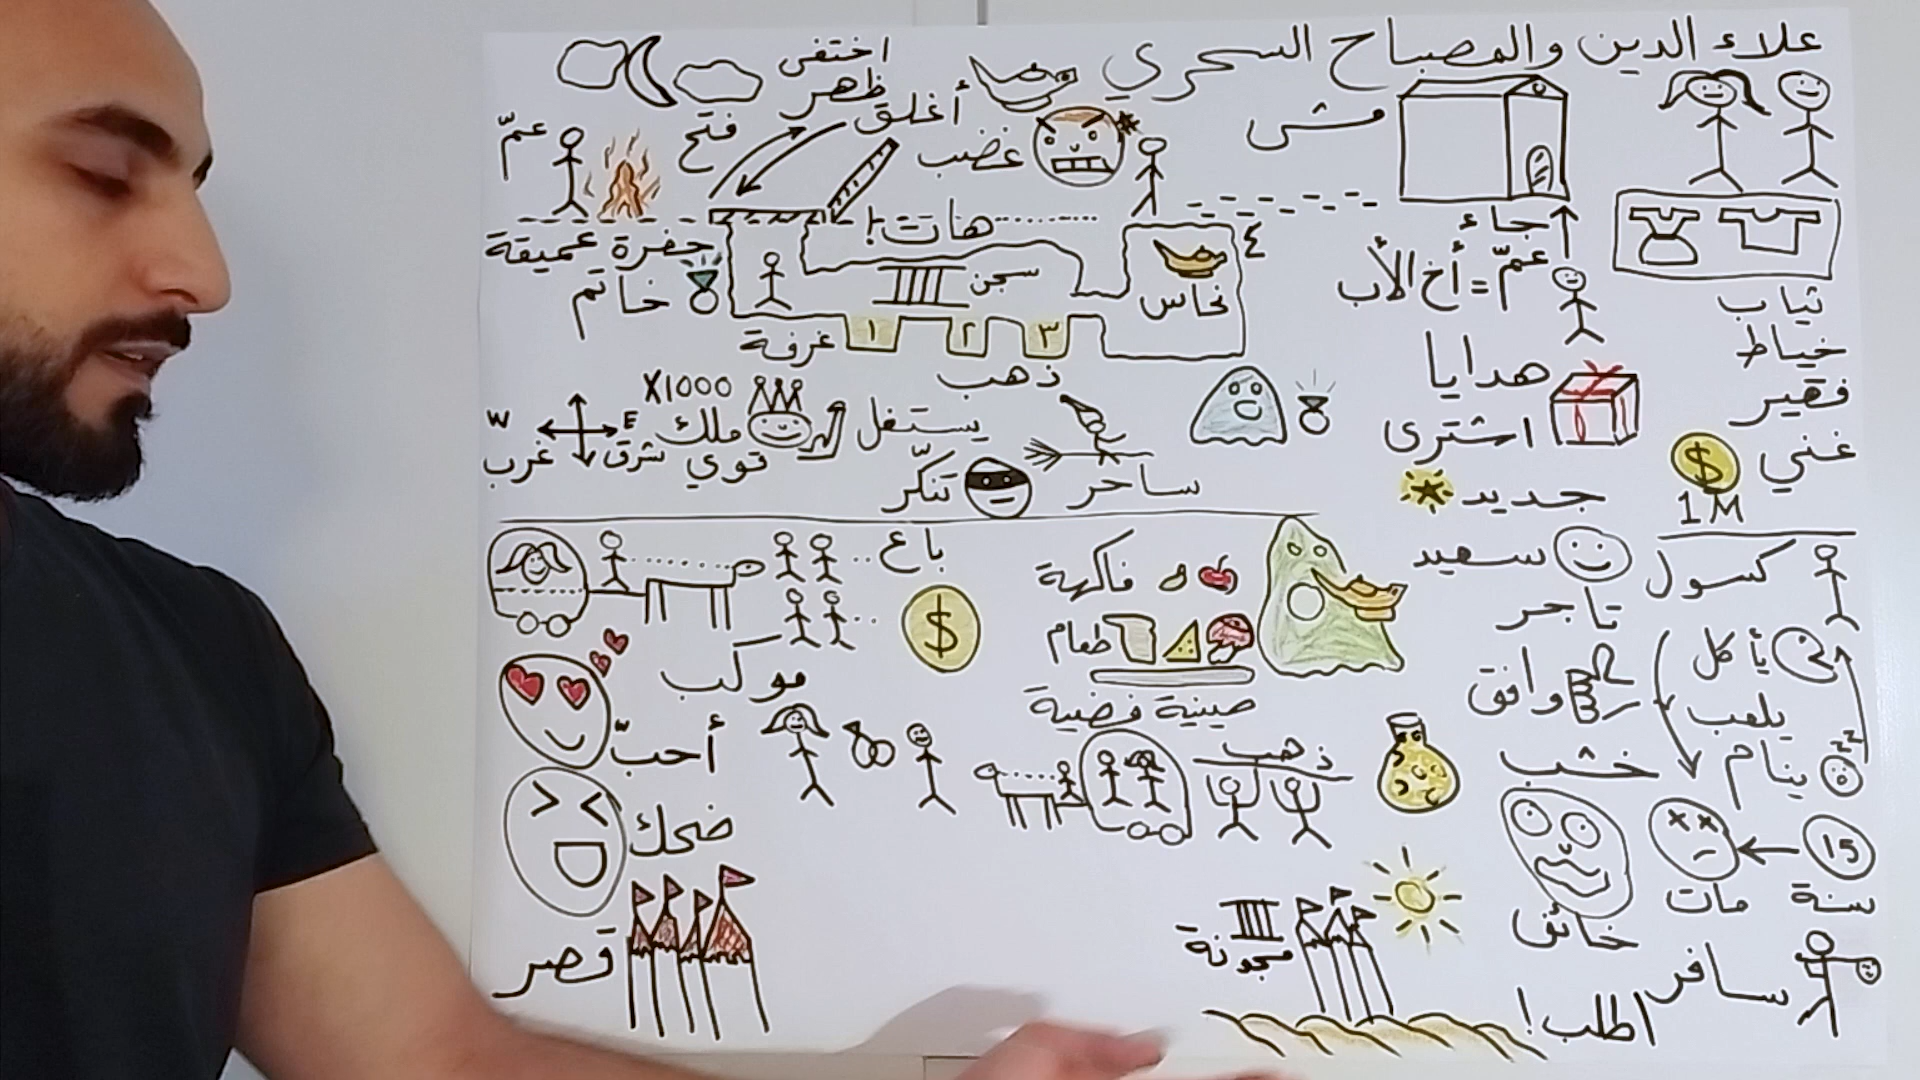 علاء الدين والمصباح السحري
ثياب
خياط
فقير
غني
$
1M
كسول
يأكل
يلعب
ينام
zz
15
سنة
مات
سافر
اطلب!
جاء
عمّ = أخ الأب
هدايا
اشترى
جديد
سعيد
تاجر
وافق
خشب
خائف
اختفى
ظهر
أغلق
فتح
غضب
عمّ
هات!
حفرة عميقة
خاتم
سجن
٤
نحاس
١
٢
٣
غرفة
ذهب
X1000
W
E
غرب
شرق
ملك
قوي
يستغل
تنكّر
ساحر
باع
$
موكب
فاكهة
طعام
صينية فضية
أحبّ
ذهب
ضحك
قصر